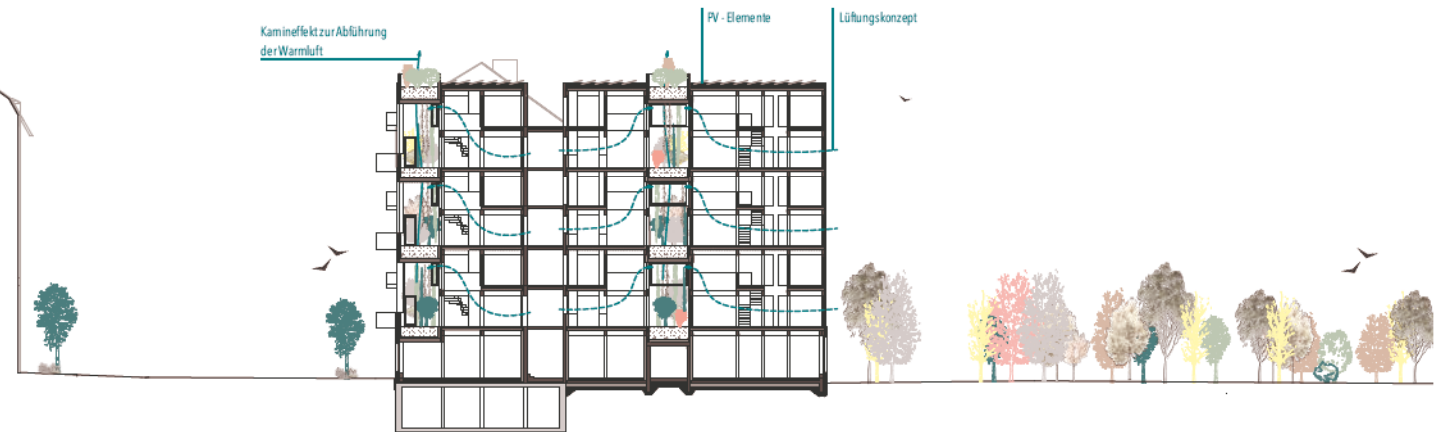 Kamineffekt zur Abführung
der Warmluft
PV - Elemente
Lüftungskonzept